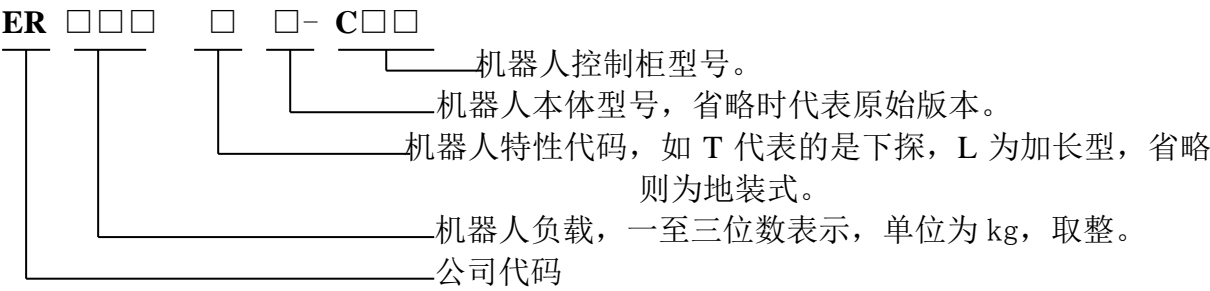 ER □□□ □ □- C□□
机器人控制柜型号。
机器人本体型号，省略时代表原始版本。
机器人特性代码，如 T 代表的是下探，L 为加长型，省略
则为地装式。
机器人负载，一至三位数表示，单位为 kg，取整。
公司代码